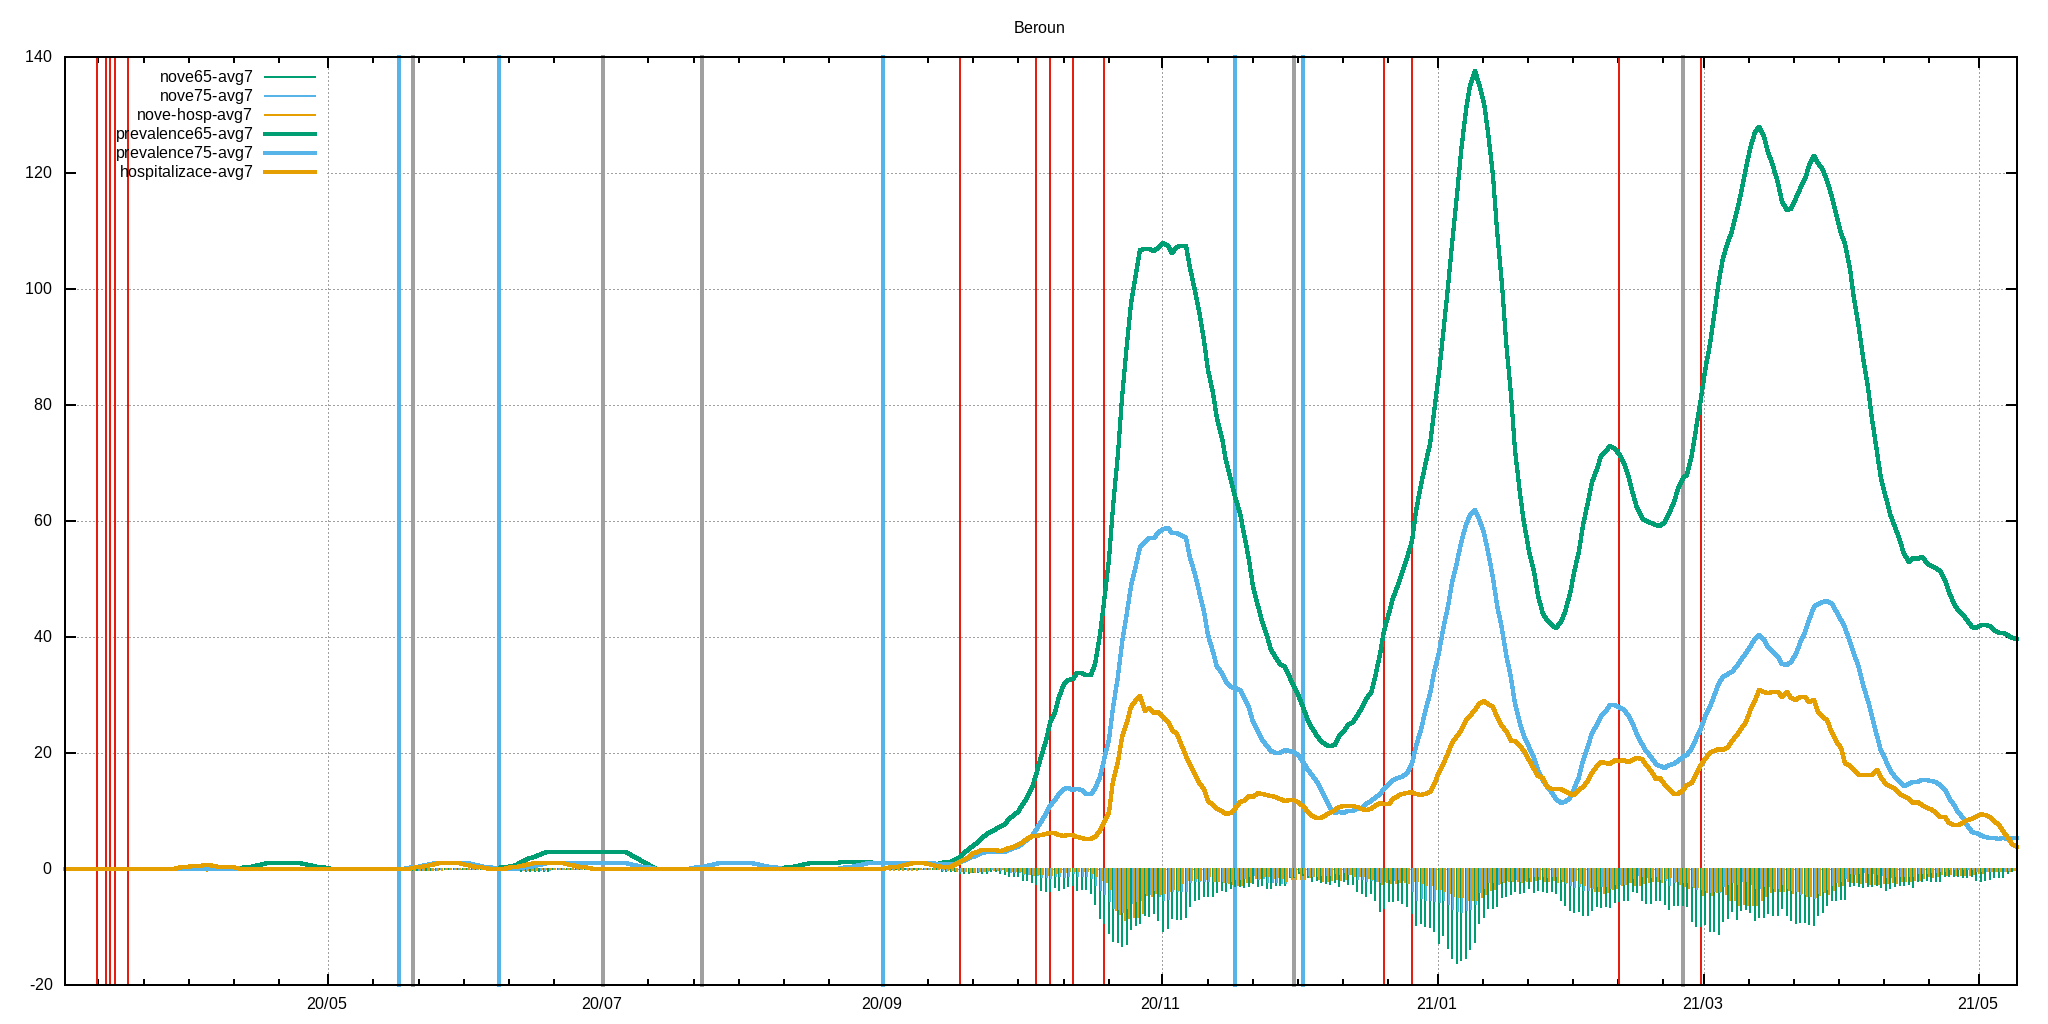 Beroun
140
120
100
80
60
40
20
0
-20
nove65-avg7
nove75-avg7
nove-hosp-avg7
prevalence65-avg7
prevalence75-avg7
hospitalizace-avg7
20/05
20/07
20/09
20/11
21/01
21/03
21/05